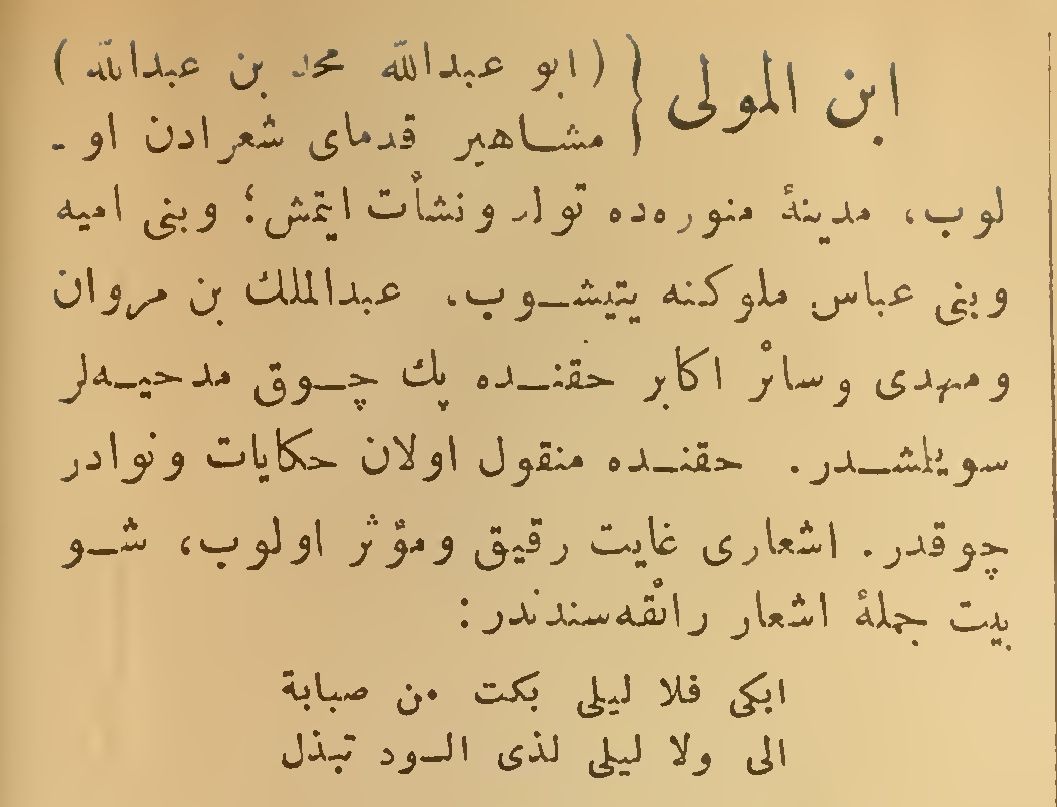 ابن المولى { (ابو عبدالله محمد بن عبدالله)
مشاهیر قدمای شعرادن او -
لوب، مدینهٔ منوره‌ده تولد ونشأت ایتمش؛ وبنی امیه
وبنی عباس ملوکنه یتیشوب، عبدالملك بن مروان
ومهدی وسائر اکابر حقنده پك چوق مدحیه‌لر
سویلمشدر. حقنده منقول اولان حکایات ونوادر
چوقدر. اشعاری غایت رقیق ومؤثر اولوب، شو
بیت جملهٔ اشعار رائقه‌سندندر:
ابکی فلا لیلی بکت من صبابة
الی ولا لیلی لذی الود تبذل